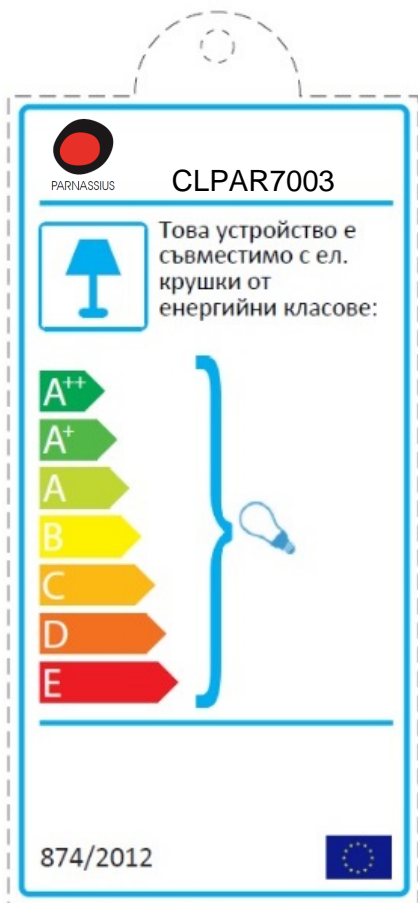 PARNASSIUS
CLPAR7003
Това устройство е
съвместимо с ел.
крушки от
енергийни класове:
A++
A+
A
B
C
D
E
874/2012